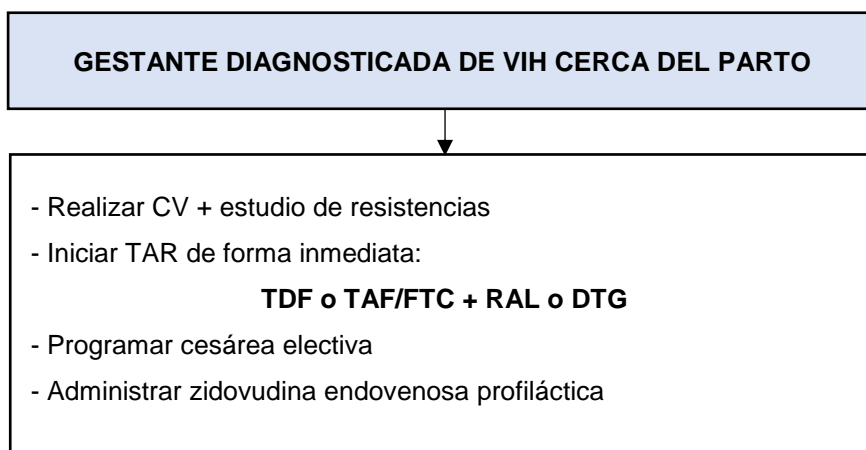 GESTANTE DIAGNOSTICADA DE VIH CERCA DEL PARTO
- Realizar CV + estudio de resistencias
- Iniciar TAR de forma inmediata:
TDF o TAF/FTC + RAL o DTG
- Programar cesárea electiva
- Administrar zidovudina endovenosa profiláctica